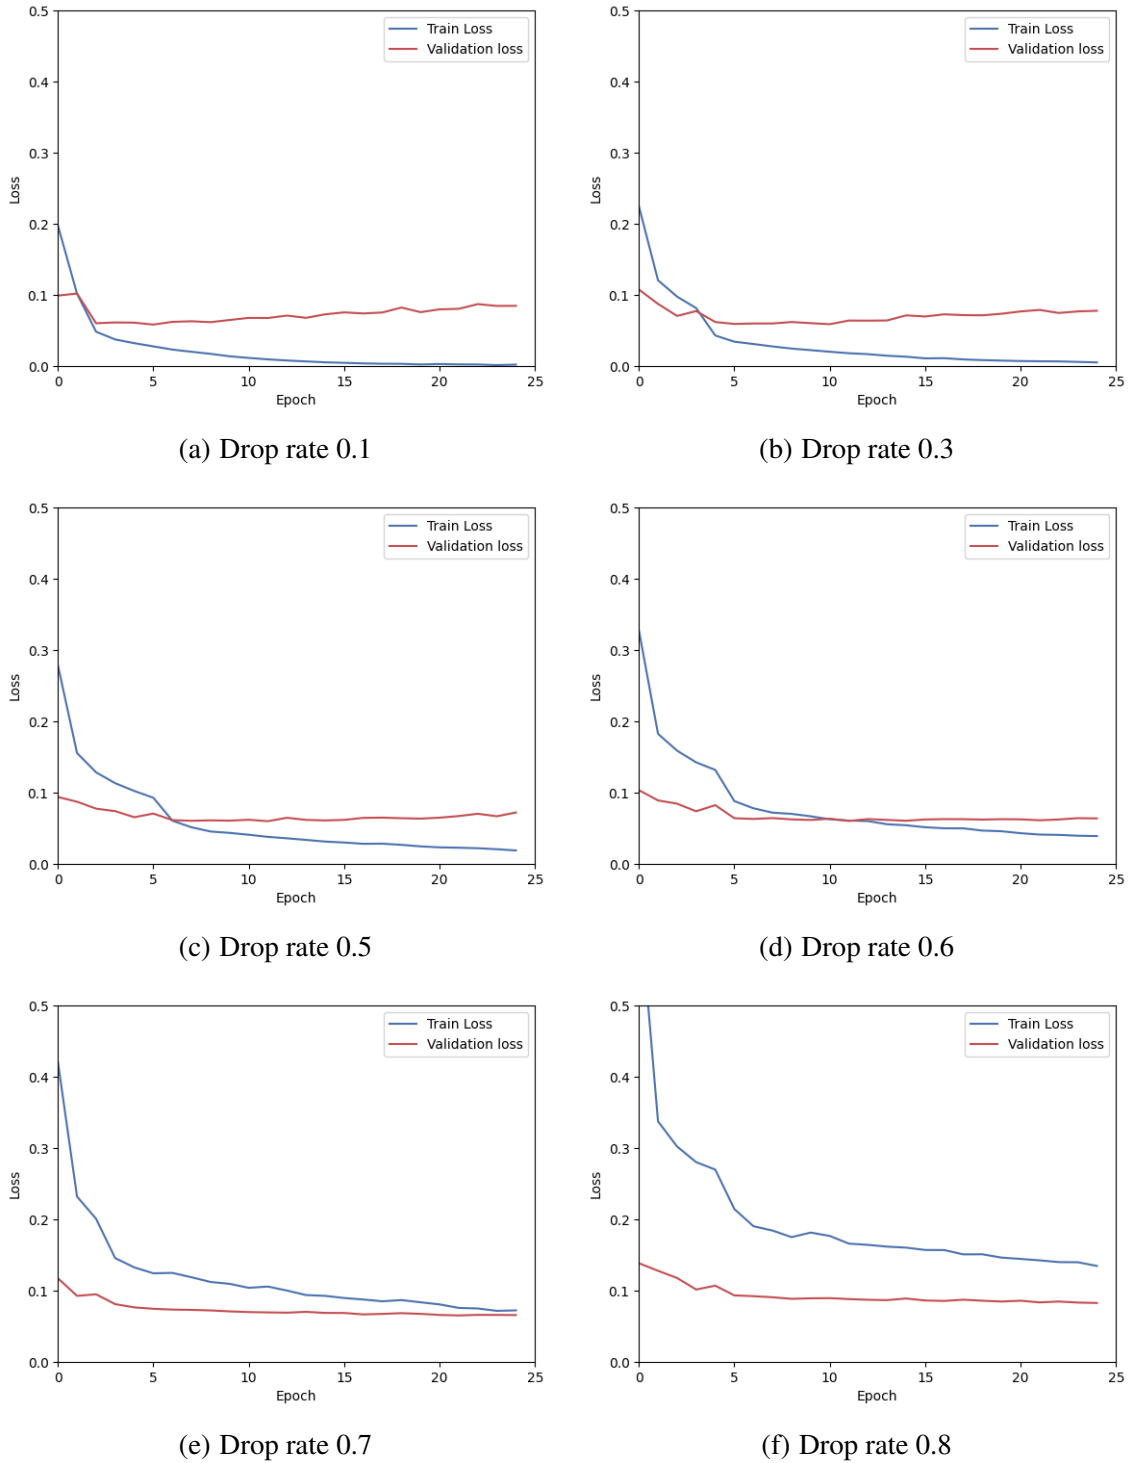 0.5
0.4
0.3
0.2
0.1
0.0
Loss
Train Loss
Validation loss
0 5 10 15 20 25
Epoch
(a) Drop rate 0.1
0.5
0.4
0.3
0.2
0.1
0.0
Loss
Train Loss
Validation loss
0 5 10 15 20 25
Epoch
(b) Drop rate 0.3
0.5
0.4
0.3
0.2
0.1
0.0
Loss
Train Loss
Validation loss
0 5 10 15 20 25
Epoch
(c) Drop rate 0.5
0.5
0.4
0.3
0.2
0.1
0.0
Loss
Train Loss
Validation loss
0 5 10 15 20 25
Epoch
(d) Drop rate 0.6
0.5
0.4
0.3
0.2
0.1
0.0
Loss
Train Loss
Validation loss
0 5 10 15 20 25
Epoch
(e) Drop rate 0.7
0.5
0.4
0.3
0.2
0.1
0.0
Loss
Train Loss
Validation loss
0 5 10 15 20 25
Epoch
(f) Drop rate 0.8